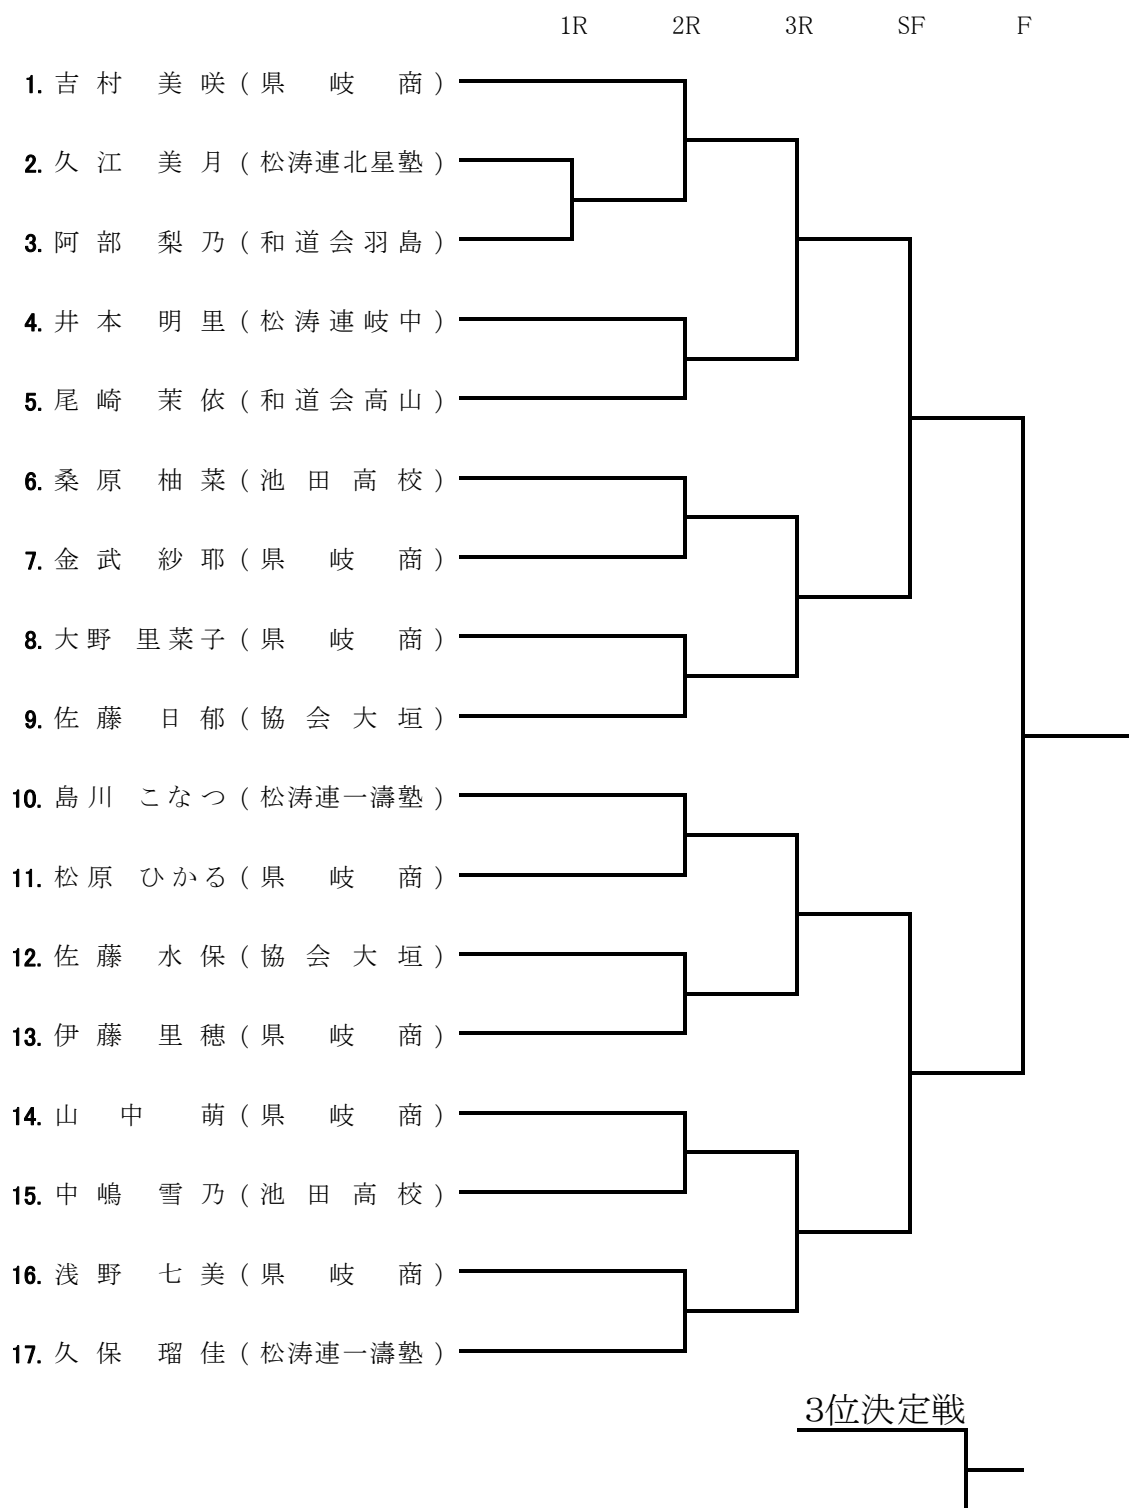 1R 2R 3R SF F
1. 吉村 美咲 (県岐商)
2. 久江 美月 (松涛連北星塾)
3. 阿部 梨乃 (和道会羽島)
4. 井本 明里 (松涛連岐中)
5. 尾崎 茉依 (和道会高山)
6. 桑原 柚菜 (池田高校)
7. 金武 紗耶 (県岐商)
8. 大野 里菜子 (県岐商)
9. 佐藤 日郁 (協会大垣)
10. 島川 こなつ (松涛連一濤塾)
11. 松原 ひかる (県岐商)
12. 佐藤 水保 (協会大垣)
13. 伊藤 里穂 (県岐商)
14. 山中 萌 (県岐商)
15. 中嶋 雪乃 (池田高校)
16. 浅野 七美 (県岐商)
17. 久保 瑠佳 (松涛連一濤塾)
3位決定戦